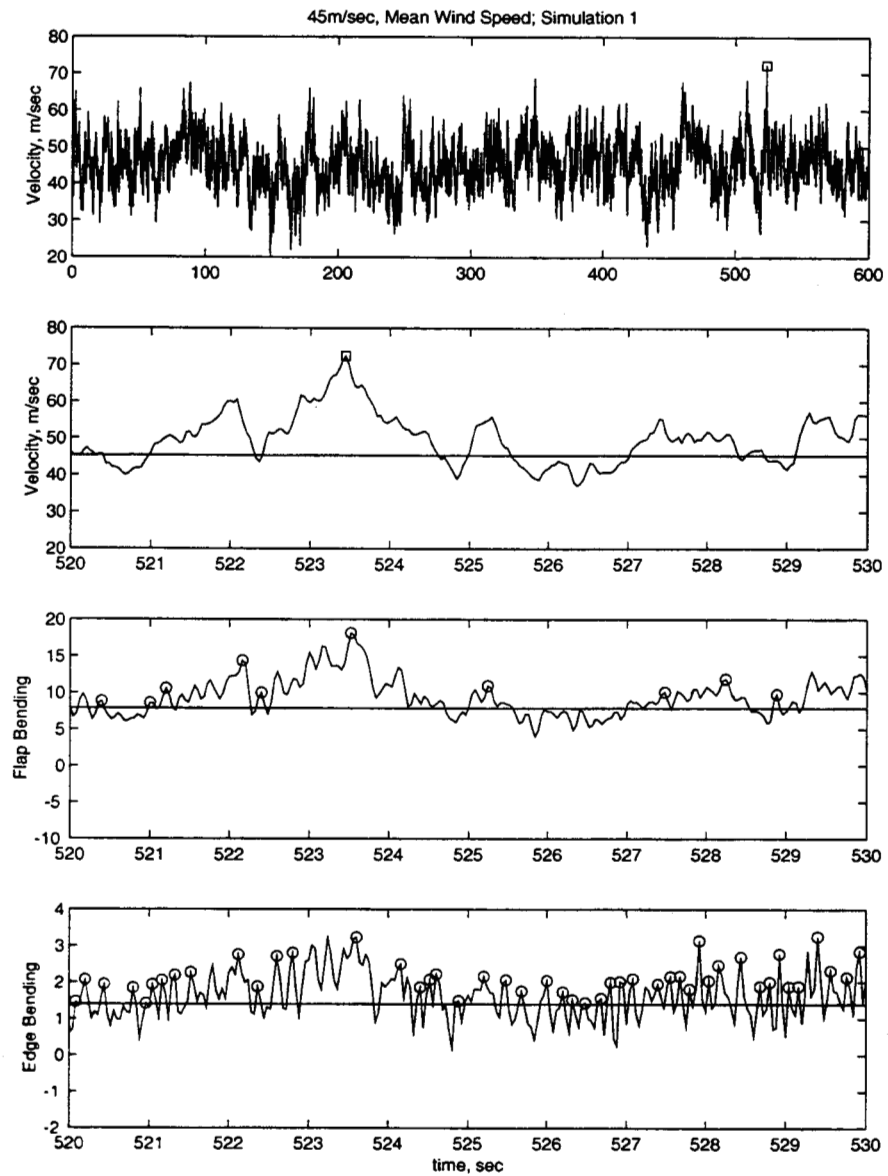 45m/sec, Mean Wind Speed; Simulation 1
80
70
60
50
40
30
20
Velocity, m/sec
0 100 200 300 400 500 600
80
70
60
50
40
30
20
Velocity, m/sec
520 521 522 523 524 525 526 527 528 529 530
20
15
10
5
0
-5
-10
Flap Bending
520 521 522 523 524 525 526 527 528 529 530
4
3
2
1
0
-1
-2
Edge Bending
520 521 522 523 524 525 526 527 528 529 530
time, sec